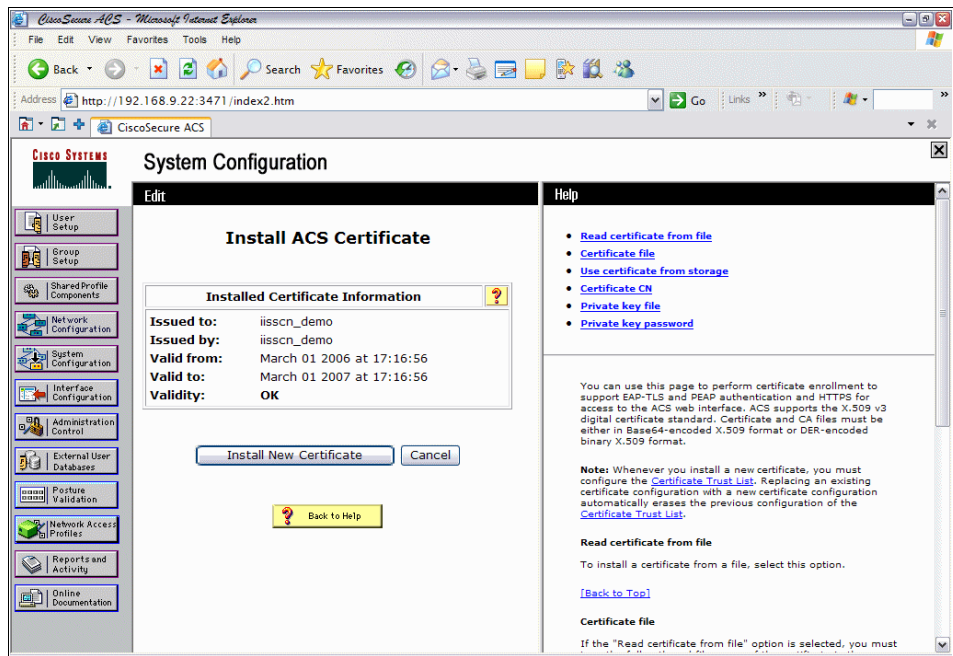 CiscoSecure ACS - Microsoft Internet Explorer
File Edit View Favorites Tools Help
Back Search Favorites
Address http://192.168.9.22:3471/index2.htm Go Links »
CiscoSecure ACS
CISCO SYSTEMS
System Configuration
User Setup
Group Setup
Shared Profile Components
Network Configuration
System Configuration
Interface Configuration
Administration Control
External User Databases
Posture Validation
Network Access Profiles
Reports and Activity
Online Documentation
Edit
Install ACS Certificate
Installed Certificate Information ?
Issued to: iisscn_demo
Issued by: iisscn_demo
Valid from: March 01 2006 at 17:16:56
Valid to: March 01 2007 at 17:16:56
Validity: OK
Install New Certificate Cancel
? Back to Help
Help
• Read certificate from file
• Certificate file
• Use certificate from storage
• Certificate CN
• Private key file
• Private key password
You can use this page to perform certificate enrollment to
support EAP-TLS and PEAP authentication and HTTPS for
access to the ACS web interface. ACS supports the X.509 v3
digital certificate standard. Certificate and CA files must be
either in Base64-encoded X.509 format or DER-encoded
binary X.509 format.
Note: Whenever you install a new certificate, you must
configure the Certificate Trust List. Replacing an existing
certificate configuration with a new certificate configuration
automatically erases the previous configuration of the
Certificate Trust List.
Read certificate from file
To install a certificate from a file, select this option.
[Back to Top]
Certificate file
If the "Read certificate from file" option is selected, you must